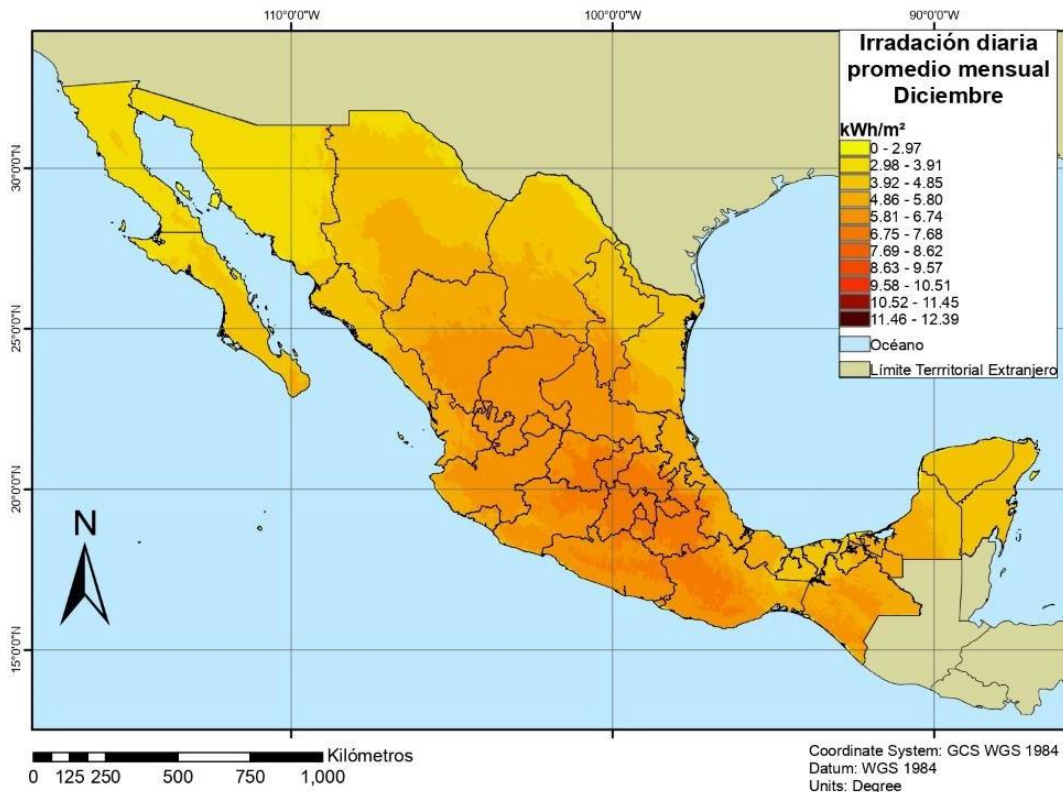 110°0'0"W
100°0'0"W
90°0'0"W
Irradación diaria
promedio mensual
Diciembre
kWh/m²
0 - 2.97
2.98 - 3.91
3.92 - 4.85
4.86 - 5.80
5.81 - 6.74
6.75 - 7.68
7.69 - 8.62
8.63 - 9.57
9.58 - 10.51
10.52 - 11.45
11.46 - 12.39
Océano
Límite Terrritorial Extranjero
30°0'0"N
25°0'0"N
20°0'0"N
15°0'0"N
N
Kilómetros
0 125 250 500 750 1,000
Coordinate System: GCS WGS 1984
Datum: WGS 1984
Units: Degree